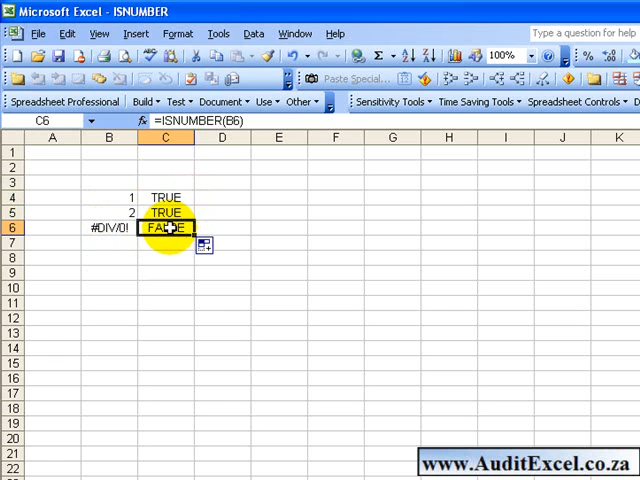 Microsoft Excel - ISNUMBER
File Edit View Insert Format Tools Data Window Help Type a question for he
100%
Paste Special...
Spreadsheet Professional Build Test Document Use Other Sensitivity Tools Time Saving Tools Spreadsheet Controls
C6 fx =ISNUMBER(B6)
A B C D E F G H I J K
1
2
3
4 1 TRUE
5 2 TRUE
6 #DIV/0! FALSE
7
8
9
10
11
12
13
14
15
16
17
18
19
20
21
22
www.AuditExcel.co.za